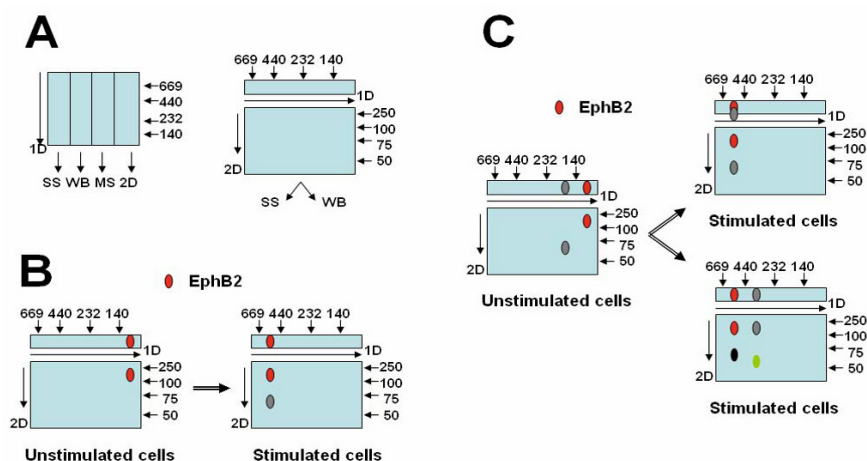 A
669
440
232
140
1D
SS WB MS 2D
669 440 232 140
1D
250
100
75
50
2D
SS WB
B
EphB2
669 440 232 140
1D
250
100
75
50
2D
Unstimulated cells
669 440 232 140
1D
250
100
75
50
2D
Stimulated cells
C
EphB2
669 440 232 140
1D
250
100
75
50
2D
Unstimulated cells
669 440 232 140
1D
250
100
75
50
2D
Stimulated cells
669 440 232 140
1D
250
100
75
50
2D
Stimulated cells